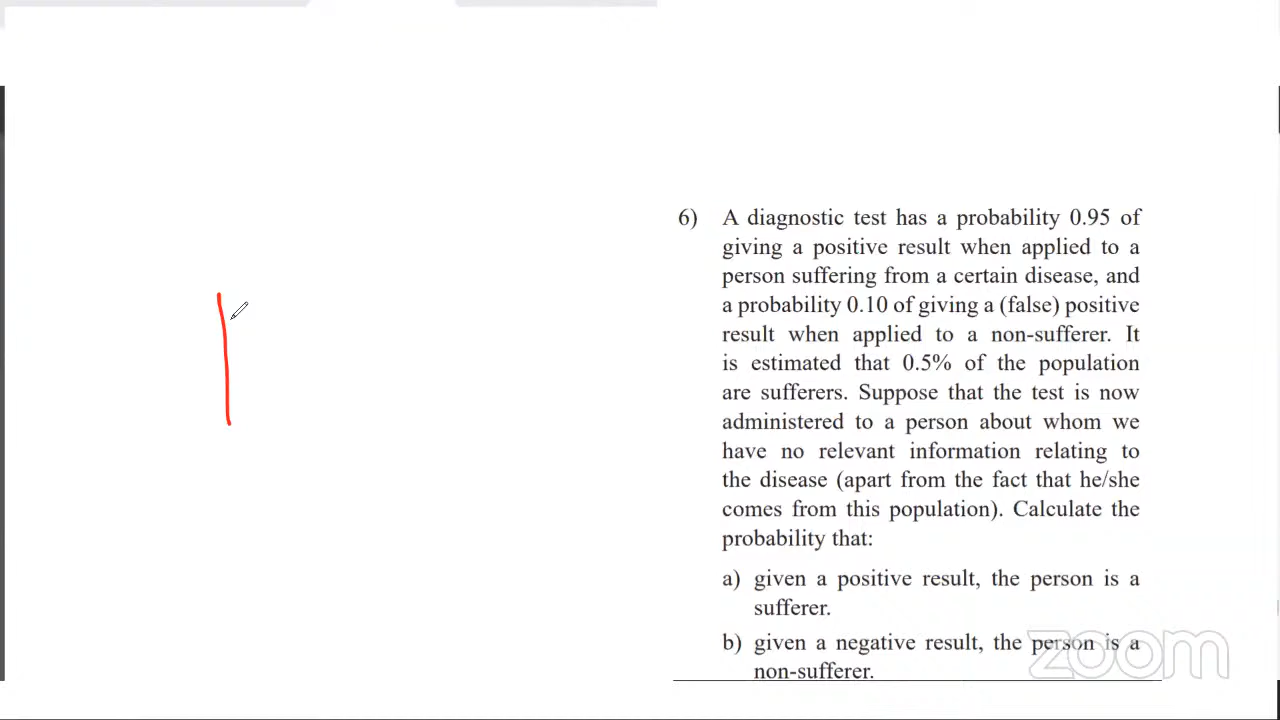 6) A diagnostic test has a probability 0.95 of
giving a positive result when applied to a
person suffering from a certain disease, and
a probability 0.10 of giving a (false) positive
result when applied to a non-sufferer. It
is estimated that 0.5% of the population
are sufferers. Suppose that the test is now
administered to a person about whom we
have no relevant information relating to
the disease (apart from the fact that he/she
comes from this population). Calculate the
probability that:
a) given a positive result, the person is a
sufferer.
b) given a negative result, the person is a
non-sufferer.
zoom